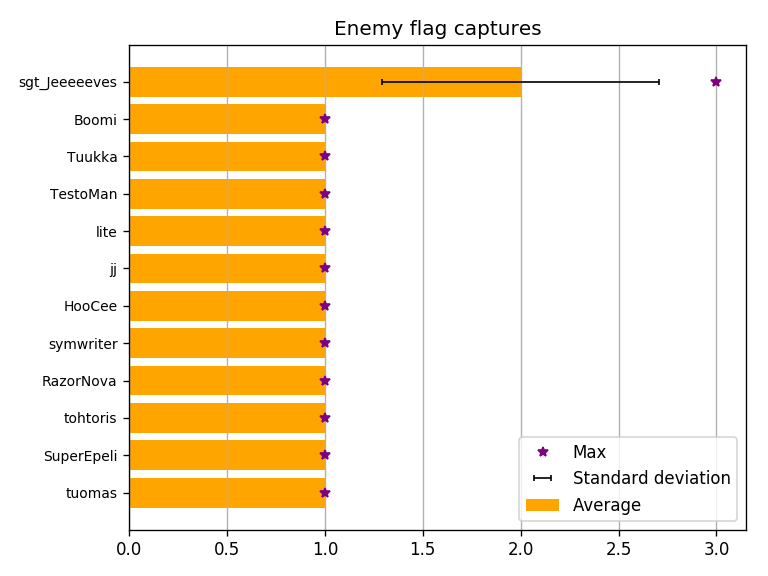 Enemy flag captures
sgt_Jeeeeeves
Boomi
Tuukka
TestoMan
lite
jj
HooCee
symwriter
RazorNova
tohtoris
SuperEpeli
tuomas
Max
Standard deviation
Average
0.0 0.5 1.0 1.5 2.0 2.5 3.0